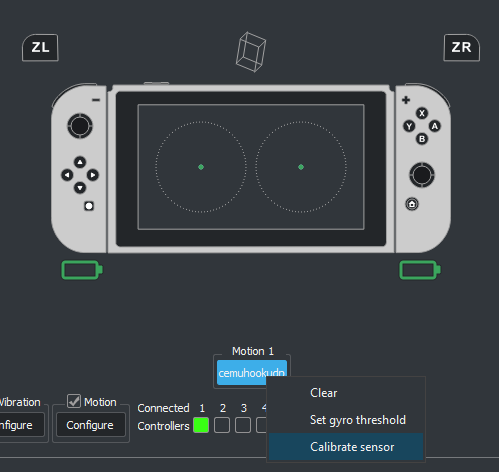 ZL
ZR
X
Y
A
B
Motion 1
cemuhookudp
Vibration
Motion
Connected
1
2
3
4
nfigure
Configure
Controllers
Clear
Set gyro threshold
Calibrate sensor